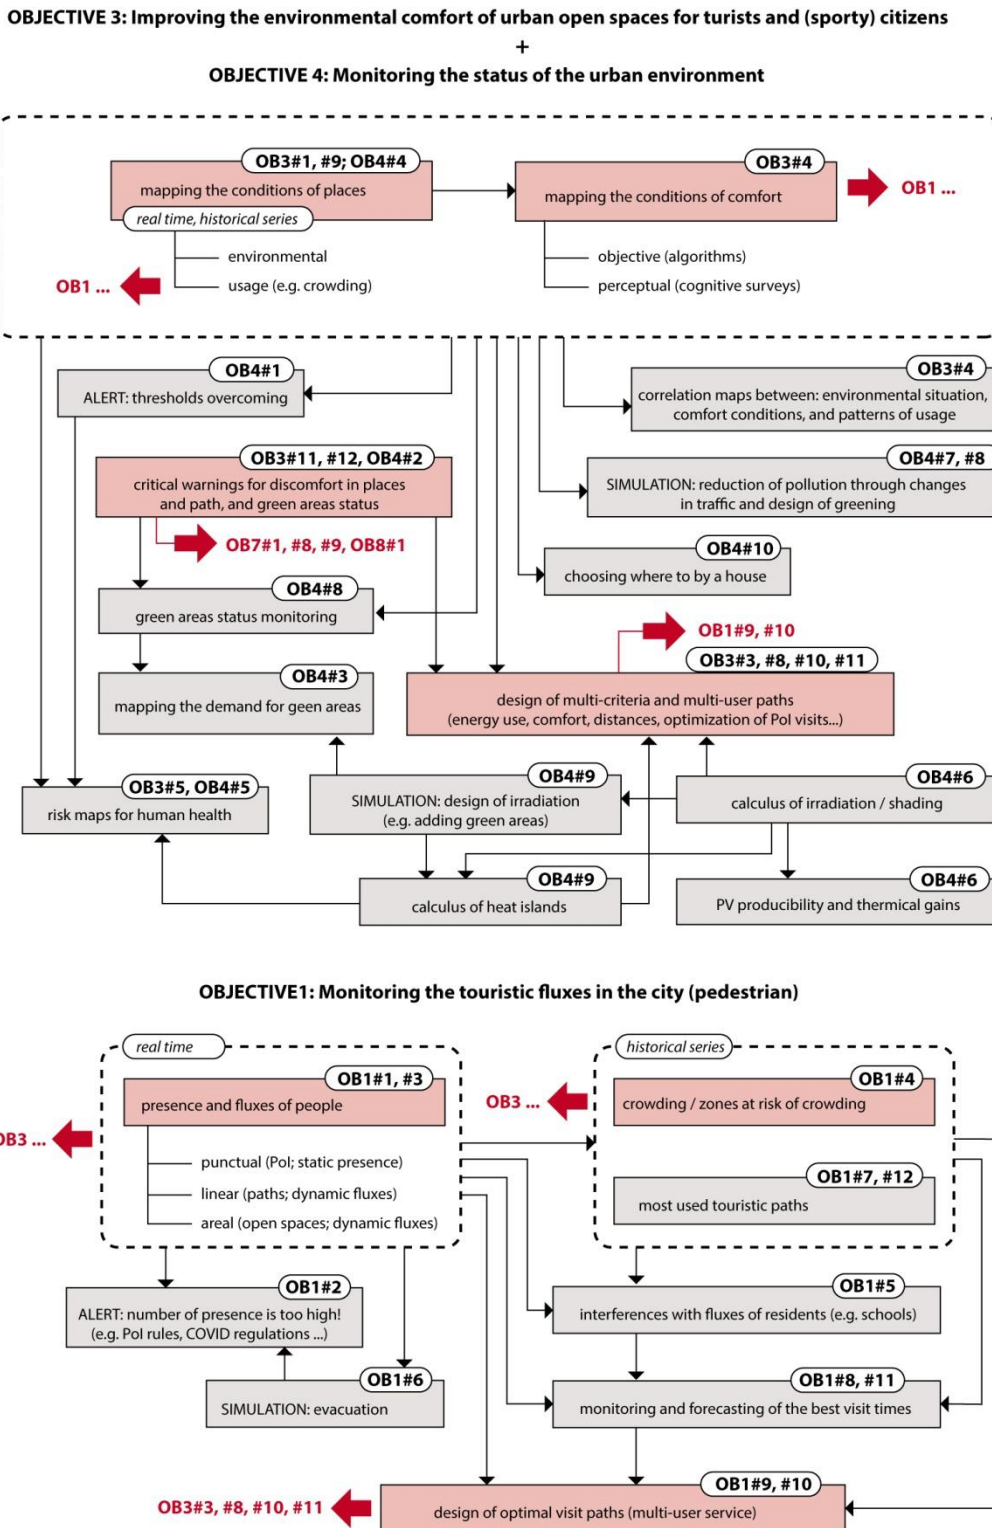 OBJECTIVE 3: Improving the environmental comfort of urban open spaces for turists and (sporty) citizens
+
OBJECTIVE 4: Monitoring the status of the urban environment
OB3#1, #9; OB4#4
mapping the conditions of places
real time, historical series
environmental
usage (e.g. crowding)
OB1 ...
OB3#4
mapping the conditions of comfort
OB1 ...
objective (algorithms)
perceptual (cognitive surveys)
OB4#1
ALERT: thresholds overcoming
OB3#4
correlation maps between: environmental situation,
comfort conditions, and patterns of usage
OB3#11, #12, OB4#2
critical warnings for discomfort in places
and path, and green areas status
OB7#1, #8, #9, OB8#1
OB4#7, #8
SIMULATION: reduction of pollution through changes
in traffic and design of greening
OB4#10
choosing where to by a house
OB4#8
green areas status monitoring
OB1#9, #10
OB3#3, #8, #10, #11
design of multi-criteria and multi-user paths
(energy use, comfort, distances, optimization of PoI visits...)
OB4#3
mapping the demand for geen areas
OB3#5, OB4#5
risk maps for human health
OB4#9
SIMULATION: design of irradiation
(e.g. adding green areas)
OB4#6
calculus of irradiation / shading
OB4#9
calculus of heat islands
OB4#6
PV producibility and thermical gains
OBJECTIVE1: Monitoring the touristic fluxes in the city (pedestrian)
real time
OB1#1, #3
presence and fluxes of people
OB3 ...
punctual (PoI; static presence)
linear (paths; dynamic fluxes)
areal (open spaces; dynamic fluxes)
historical series
OB1#4
crowding / zones at risk of crowding
OB3 ...
OB1#7, #12
most used touristic paths
OB1#2
ALERT: number of presence is too high!
(e.g. PoI rules, COVID regulations ...)
OB1#5
interferences with fluxes of residents (e.g. schools)
OB1#6
SIMULATION: evacuation
OB1#8, #11
monitoring and forecasting of the best visit times
OB1#9, #10
design of optimal visit paths (multi-user service)
OB3#3, #8, #10, #11